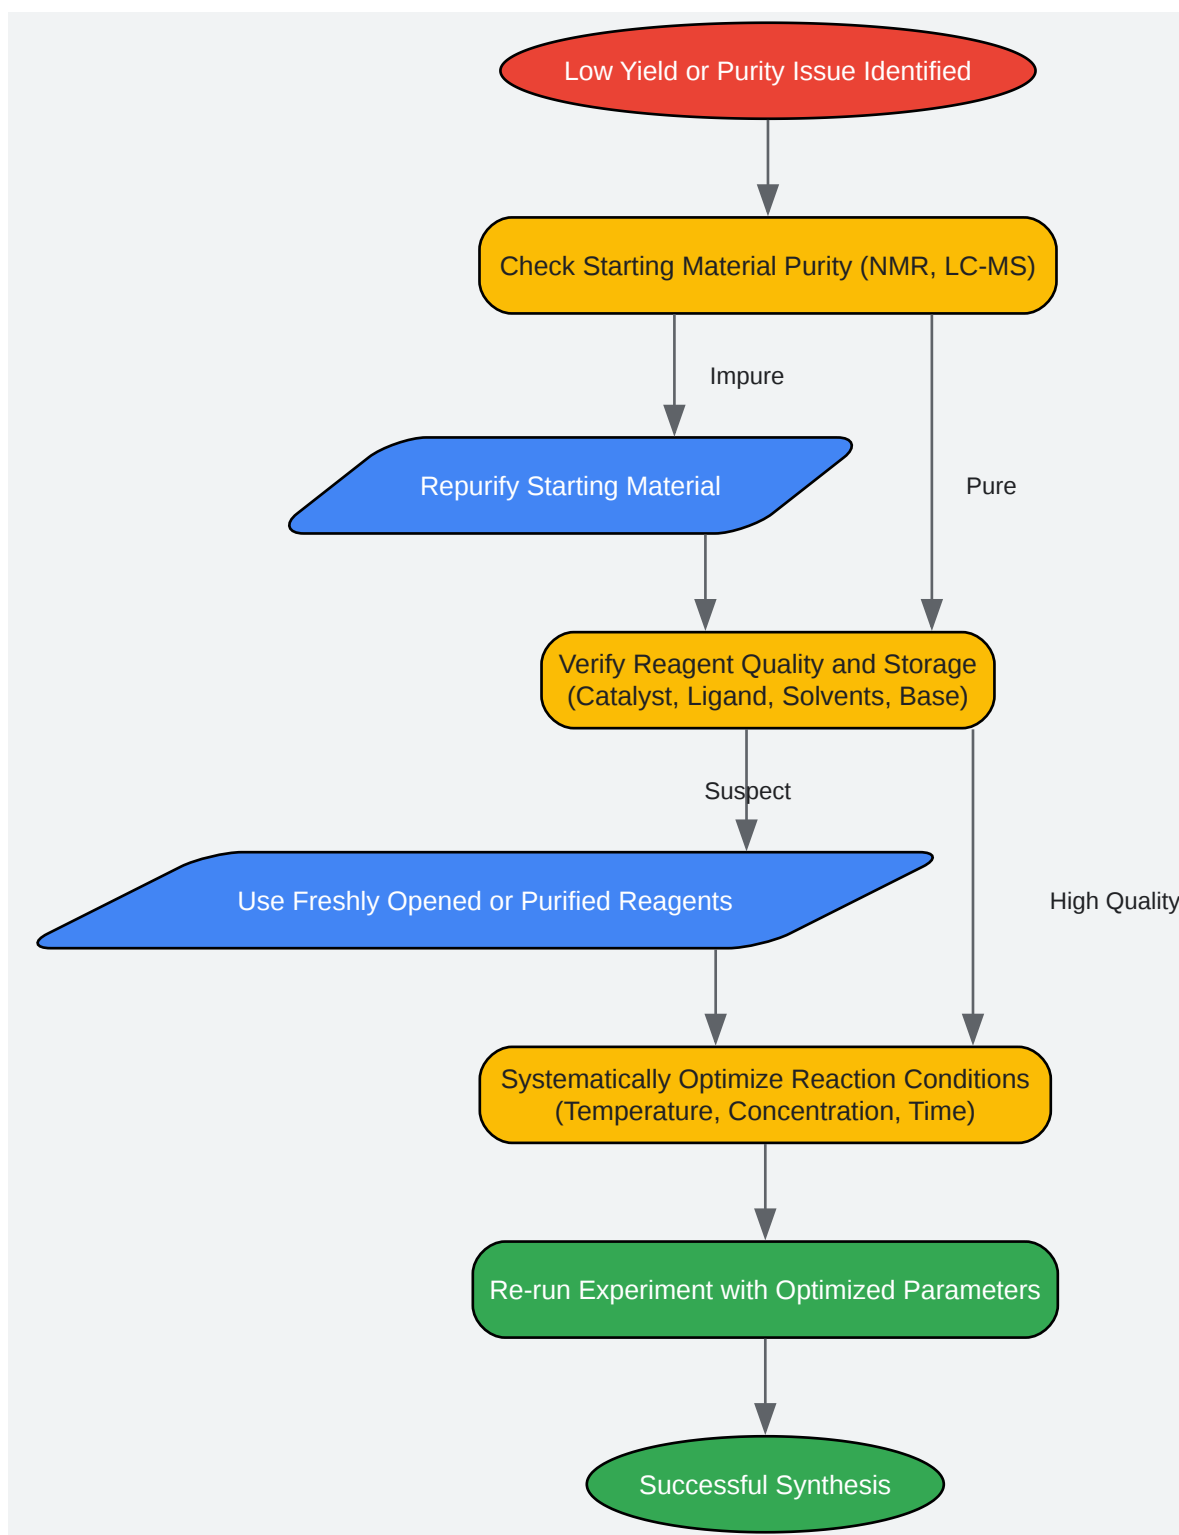 Low Yield or Purity Issue Identified
Check Starting Material Purity (NMR, LC-MS)
Impure
Repurify Starting Material
Pure
Verify Reagent Quality and Storage
(Catalyst, Ligand, Solvents, Base)
Suspect
Use Freshly Opened or Purified Reagents
High Quality
Systematically Optimize Reaction Conditions
(Temperature, Concentration, Time)
Re-run Experiment with Optimized Parameters
Successful Synthesis